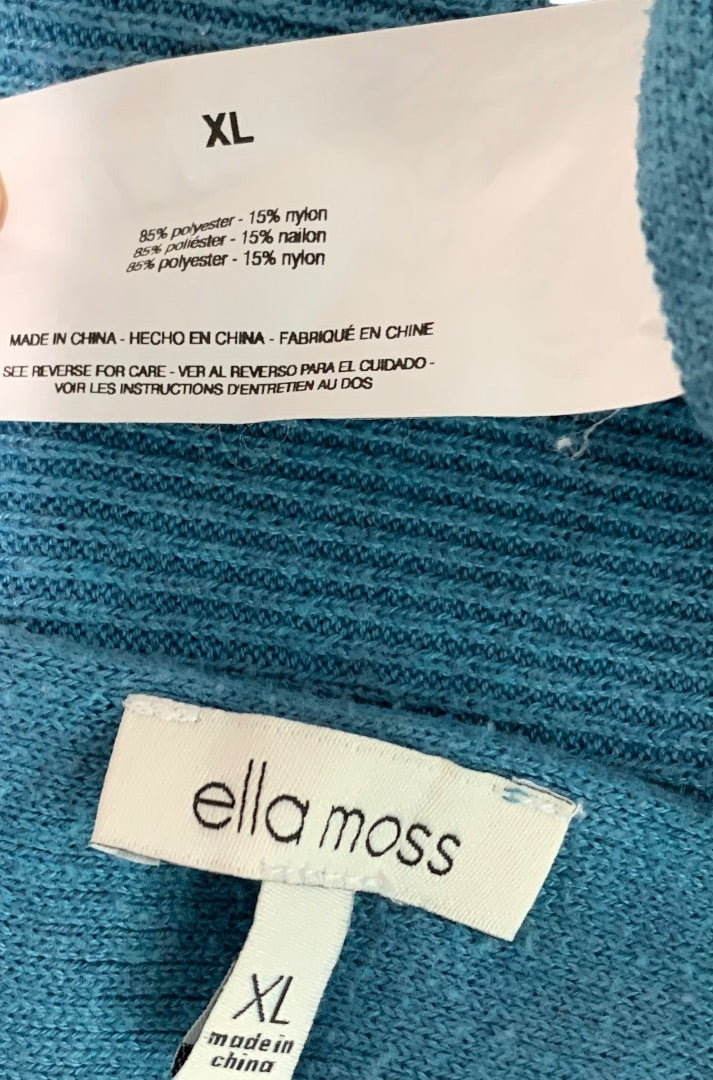 XL
85% polyester - 15% nylon
85% poliéster - 15% nailon
85% polyester - 15% nylon
MADE IN CHINA - HECHO EN CHINA - FABRIQUÉ EN CHINE
SEE REVERSE FOR CARE - VER AL REVERSO PARA EL CUIDADO -
VOIR LES INSTRUCTIONS D'ENTRETIEN AU DOS
ella moss
XL
made in
china